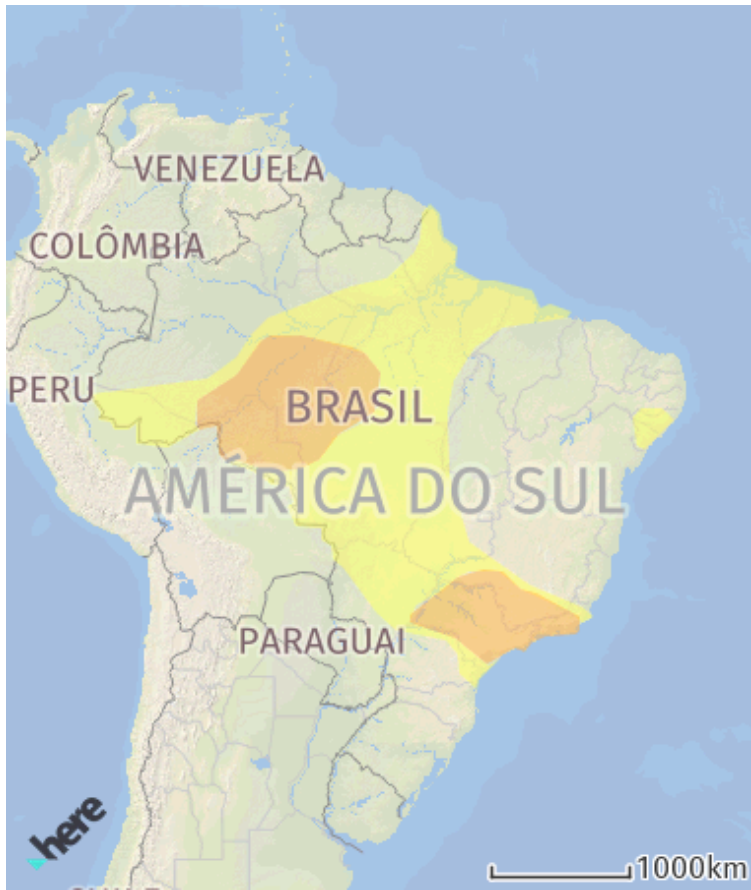 VENEZUELA
COLÔMBIA
PERU
BRASIL
AMÉRICA DO SUL
PARAGUAI
here
1000km